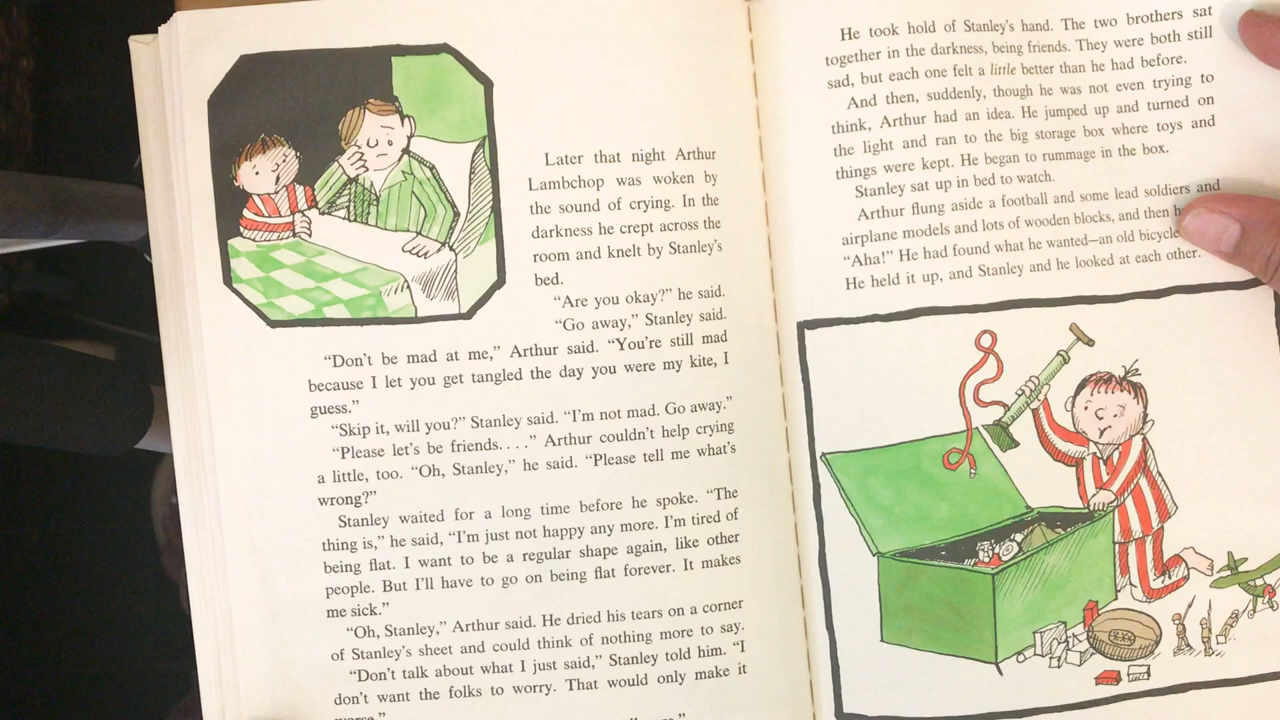 Later that night Arthur
Lambchop was woken by
the sound of crying. In the
darkness he crept across the
room and knelt by Stanley's
bed.
“Are you okay?” he said.
“Go away,” Stanley said.
“Don't be mad at me,” Arthur said. “You're still mad
because I let you get tangled the day you were my kite, I
guess.”
“Skip it, will you?” Stanley said. “I'm not mad. Go away.”
“Please let's be friends. . . .” Arthur couldn't help crying
a little, too. “Oh, Stanley,” he said. “Please tell me what's
wrong?”
Stanley waited for a long time before he spoke. “The
thing is,” he said, “I'm just not happy any more. I'm tired of
being flat. I want to be a regular shape again, like other
people. But I'll have to go on being flat forever. It makes
me sick.”
“Oh, Stanley,” Arthur said. He dried his tears on a corner
of Stanley's sheet and could think of nothing more to say.
“Don't talk about what I just said,” Stanley told him. “I
don't want the folks to worry. That would only make it
worse.”
He took hold of Stanley's hand. The two brothers sat
together in the darkness, being friends. They were both still
sad, but each one felt a little better than he had before.
And then, suddenly, though he was not even trying to
think, Arthur had an idea. He jumped up and turned on
the light and ran to the big storage box where toys and
things were kept. He began to rummage in the box.
Stanley sat up in bed to watch.
Arthur flung aside a football and some lead soldiers and
airplane models and lots of wooden blocks, and then
“Aha!” He had found what he wanted—an old bicycle
He held it up, and Stanley and he looked at each other.